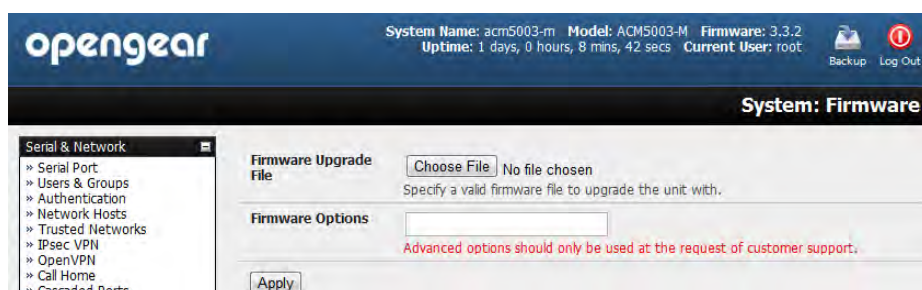 opengear
System Name: acm5003-m Model: ACM5003-M Firmware: 3.3.2
Uptime: 1 days, 0 hours, 8 mins, 42 secs Current User: root
Backup Log Out
System: Firmware
Serial & Network
» Serial Port
» Users & Groups
» Authentication
» Network Hosts
» Trusted Networks
» IPsec VPN
» OpenVPN
» Call Home
» Cascaded Ports
Firmware Upgrade
File
Choose File No file chosen
Specify a valid firmware file to upgrade the unit with.
Firmware Options
Advanced options should only be used at the request of customer support.
Apply